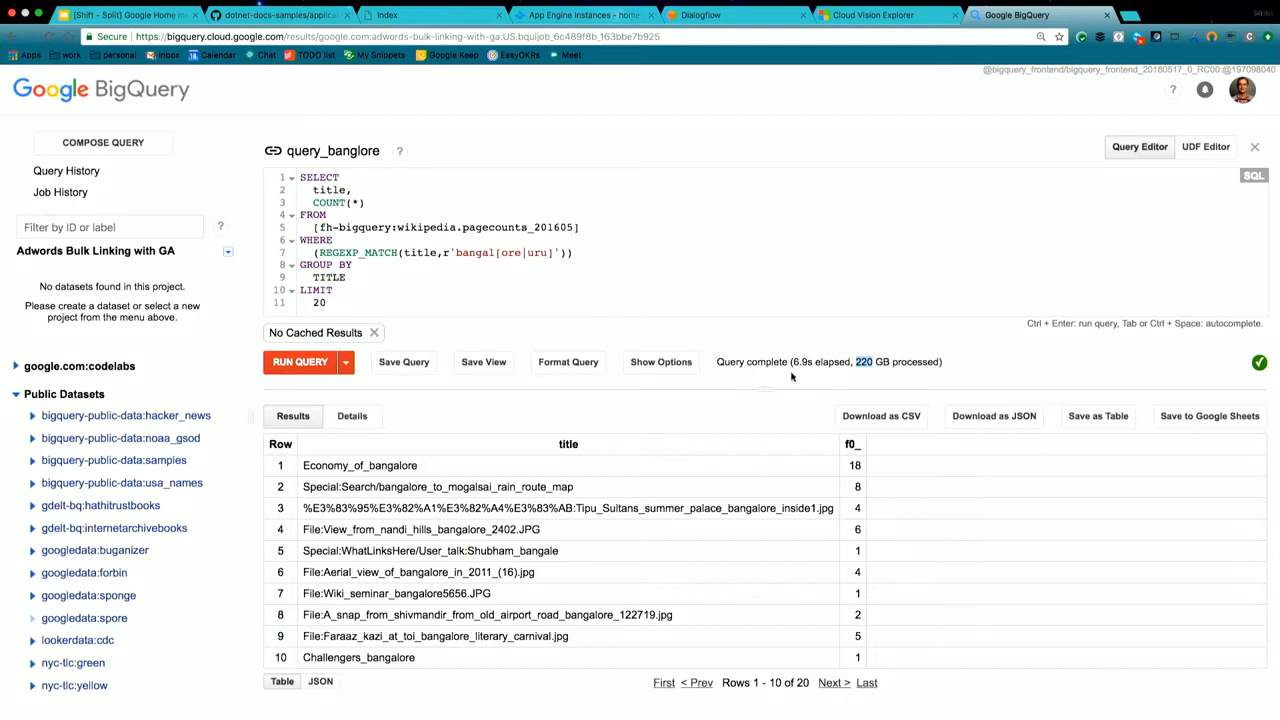 [Shift - Split] Google Home m
dotnet-docs-samples/applicat
Index
App Engine Instances - home
Dialogflow
Cloud Vision Explorer
Google BigQuery
Secure | https://bigquery.cloud.google.com/results/google.com:adwords-bulk-linking-with-ga:US.bquijob_6c489f8b_163bbe7b925
Apps work personal Inbox Calendar Chat TODO list My Snippets Google Keep EasyOKRs Meet
@bigquery_frontend/bigquery_frontend_20180517_0_RC00:@197098040
Google BigQuery
?
COMPOSE QUERY
Query History
Job History
Filter by ID or label
?
Adwords Bulk Linking with GA
No datasets found in this project.
Please create a dataset or select a new
project from the menu above.
google.com:codelabs
Public Datasets
bigquery-public-data:hacker_news
bigquery-public-data:noaa_gsod
bigquery-public-data:samples
bigquery-public-data:usa_names
gdelt-bq:hathitrustbooks
gdelt-bq:internetarchivebooks
googledata:buganizer
googledata:forbin
googledata:sponge
googledata:spore
lookerdata:cdc
nyc-tlc:green
nyc-tlc:yellow
query_banglore ?
Query Editor UDF Editor
SQL
1 SELECT
2 title,
3 COUNT(*)
4 FROM
5 [fh-bigquery:wikipedia.pagecounts_201605]
6 WHERE
7 (REGEXP_MATCH(title,r'bangal[ore|uru]'))
8 GROUP BY
9 TITLE
10 LIMIT
11 20
Ctrl + Enter: run query, Tab or Ctrl + Space: autocomplete.
No Cached Results
RUN QUERY Save Query Save View Format Query Show Options Query complete (6.9s elapsed, 220 GB processed)
Results Details Download as CSV Download as JSON Save as Table Save to Google Sheets
Row title f0_
1 Economy_of_bangalore 18
2 Special:Search/bangalore_to_mogalsai_rain_route_map 8
3 %E3%83%95%E3%82%A1%E3%82%A4%E3%83%AB:Tipu_Sultans_summer_palace_bangalore_inside1.jpg 4
4 File:View_from_nandi_hills_bangalore_2402.JPG 6
5 Special:WhatLinksHere/User_talk:Shubham_bangale 1
6 File:Aerial_view_of_bangalore_in_2011_(16).jpg 4
7 File:Wiki_seminar_bangalore5656.JPG 1
8 File:A_snap_from_shivmandir_from_old_airport_road_bangalore_122719.jpg 2
9 File:Faraaz_kazi_at_toi_bangalore_literary_carnival.jpg 5
10 Challengers_bangalore 1
Table JSON
First < Prev Rows 1 - 10 of 20 Next > Last